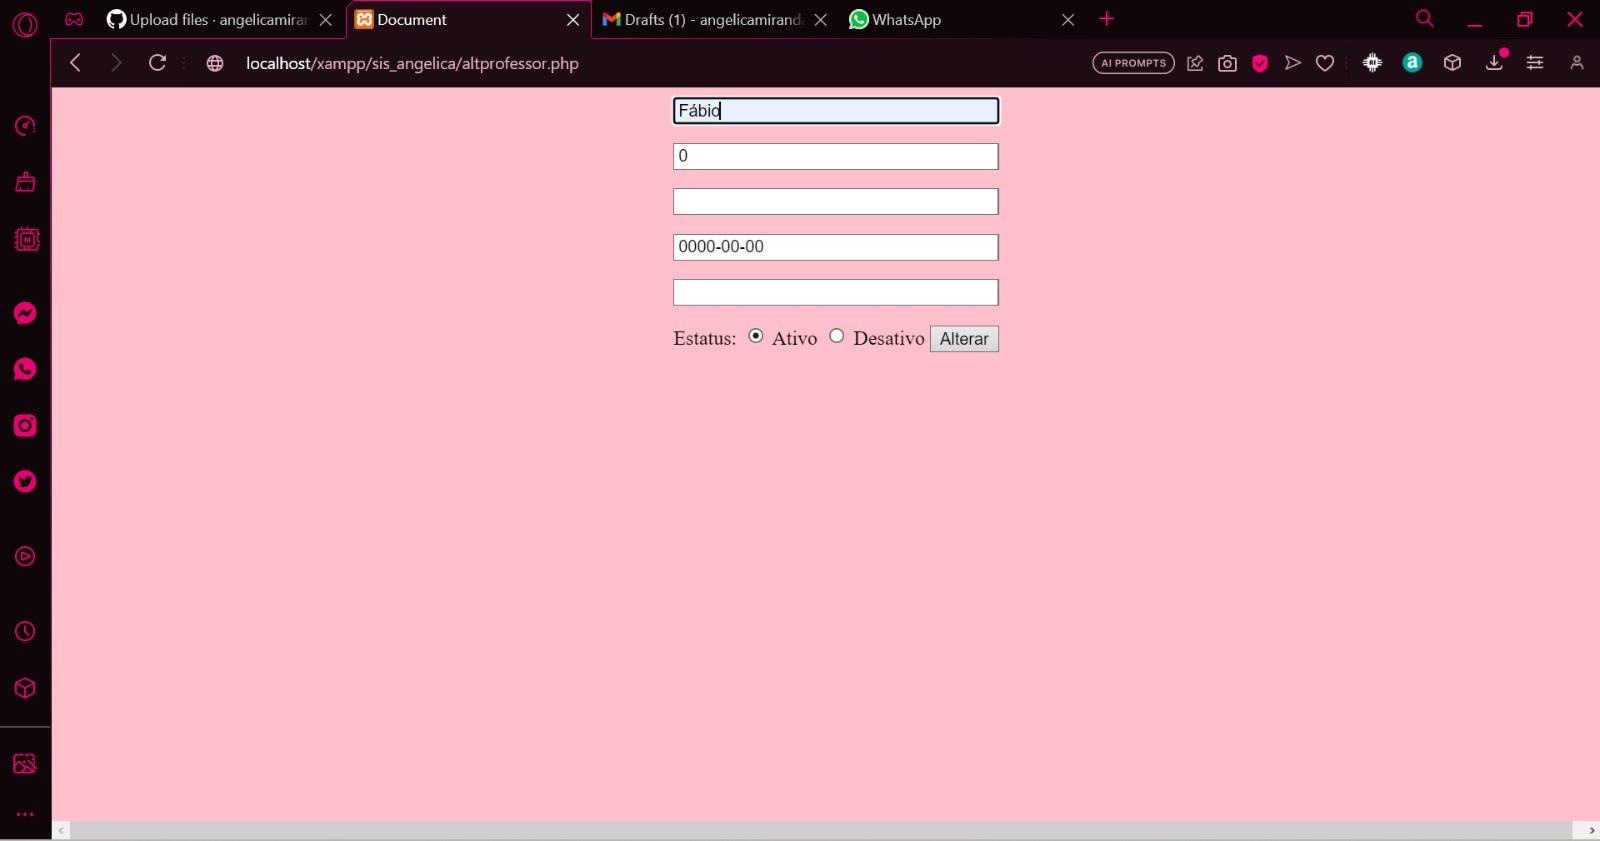 Upload files · angelicamiran
Document
Drafts (1) - angelicamiranda
WhatsApp
localhost/xampp/sis_angelica/altprofessor.php
AI PROMPTS
Fábio
0
0000-00-00
Estatus: Ativo Desativo Alterar